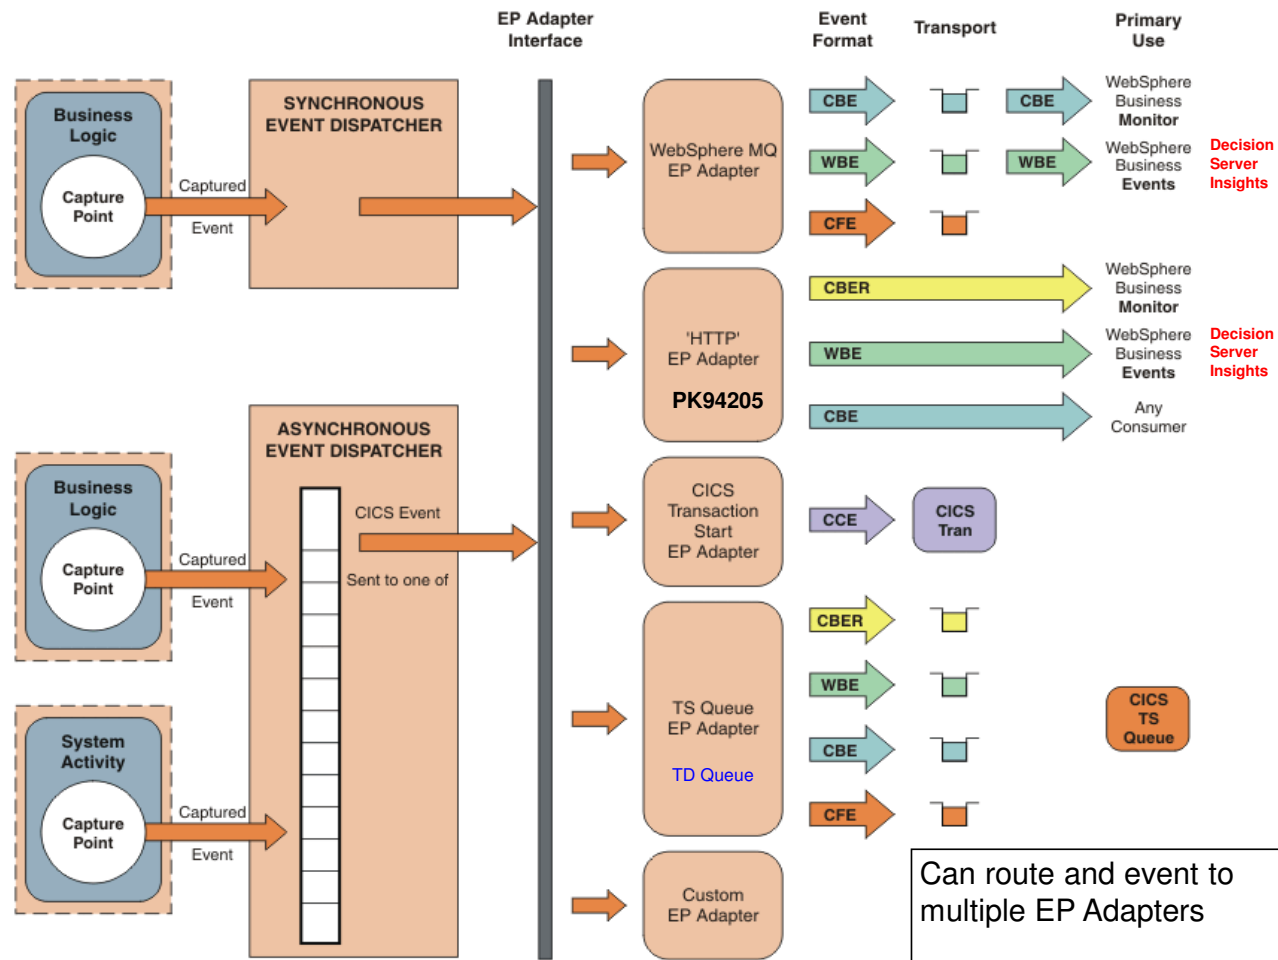 EP Adapter
Interface
Event
Format
Transport
Primary
Use
Business
Logic
Capture
Point
Captured
Event
SYNCHRONOUS
EVENT DISPATCHER
WebSphere MQ
EP Adapter
CBE
CBE
WebSphere
Business
Monitor
WBE
WBE
WebSphere
Business
Events
Decision
Server
Insights
CFE
'HTTP'
EP Adapter
PK94205
CBER
WebSphere
Business
Monitor
WBE
WebSphere
Business
Events
Decision
Server
Insights
CBE
Any
Consumer
ASYNCHRONOUS
EVENT DISPATCHER
Business
Logic
Capture
Point
Captured
Event
CICS Event
Sent to one of
CICS
Transaction
Start
EP Adapter
CCE
CICS
Tran
System
Activity
Capture
Point
Captured
Event
TS Queue
EP Adapter
TD Queue
CBER
WBE
CBE
CFE
CICS
TS
Queue
Custom
EP Adapter
Can route and event to
multiple EP Adapters